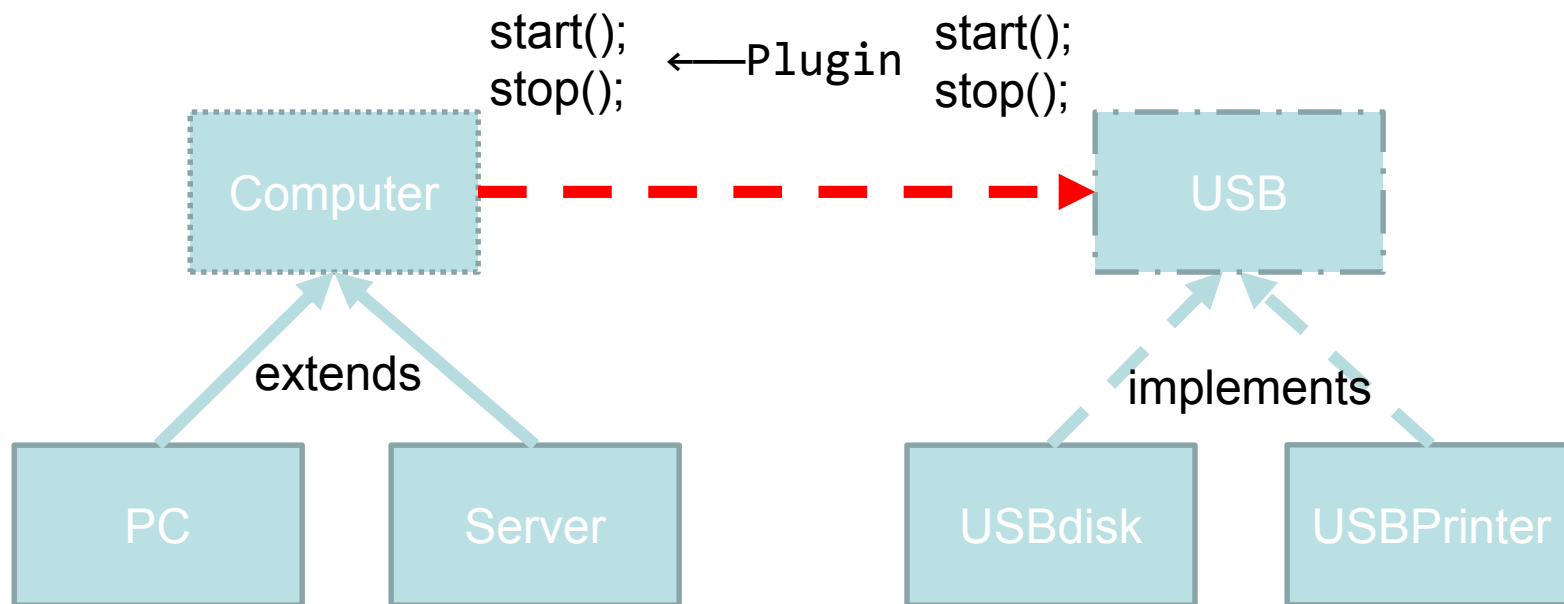 start();
stop();
←—Plugin
start();
stop();
Computer
USB
extends
implements
PC
Server
USBdisk
USBPrinter